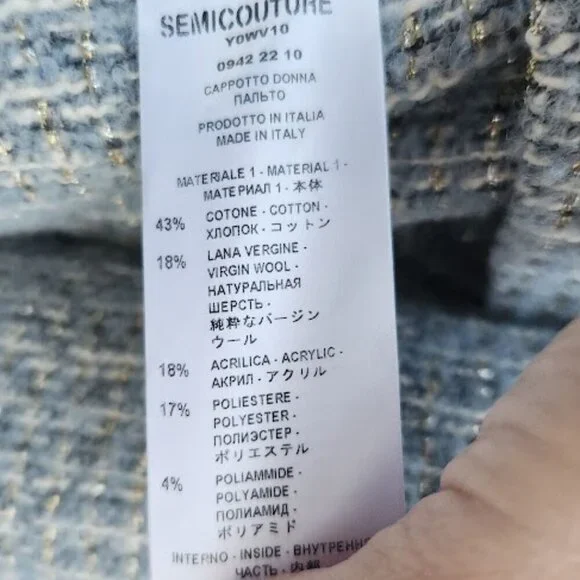 SEMICOUTURE
Y0WV10
0942 22 10
CAPPOTTO DONNA
ПАЛЬТО
PRODOTTO IN ITALIA
MADE IN ITALY
MATERIALE 1 - MATERIAL 1 -
МАТЕРИАЛ 1 - 本体
43% COTONE - COTTON -
ХЛОПОК - コットン
18% LANA VERGINE -
VIRGIN WOOL -
НАТУРАЛЬНАЯ
ШЕРСТЬ -
純粋なバージン
ウール
18% ACRILICA - ACRYLIC -
АКРИЛ - アクリル
17% POLIESTERE -
POLYESTER -
ПОЛИЭСТЕР -
ポリエステル
4% POLIAMMIDE -
POLYAMIDE -
ПОЛИАМИД -
ポリアミド
INTERNO - INSIDE - ВНУТРЕНН
ЧАСТЬ - 内部